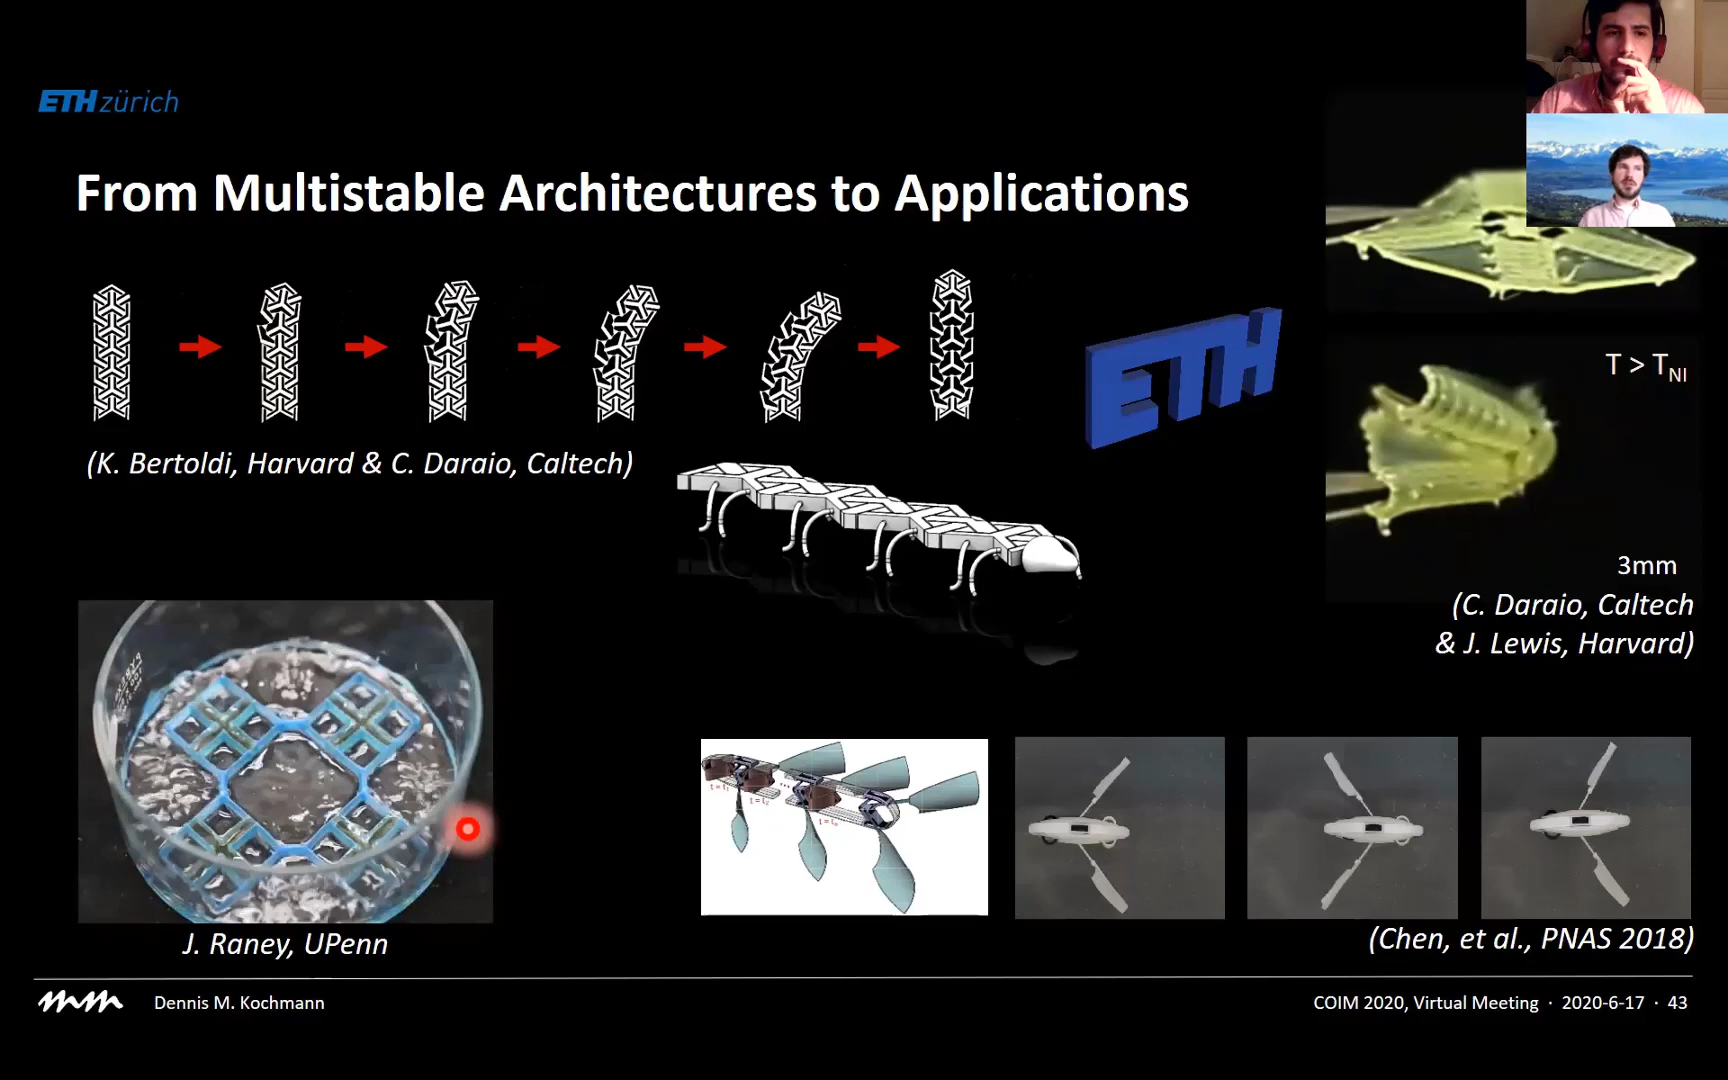 ETH zürich
From Multistable Architectures to Applications
ETH
T > T_NI
(K. Bertoldi, Harvard & C. Daraio, Caltech)
3mm
(C. Daraio, Caltech
& J. Lewis, Harvard)
J. Raney, UPenn
(Chen, et al., PNAS 2018)
Dennis M. Kochmann
COIM 2020, Virtual Meeting · 2020-6-17 · 43